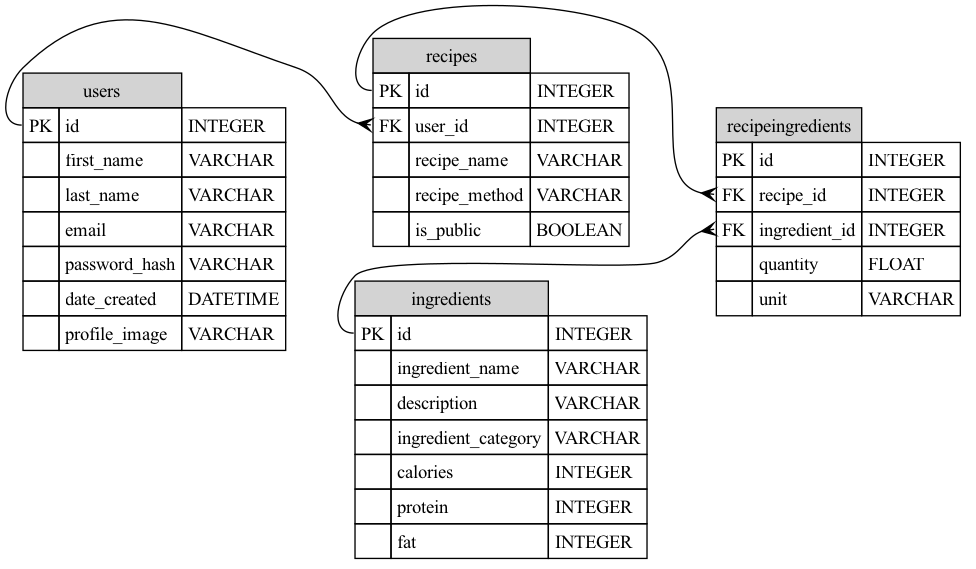 users
PK id INTEGER
first_name VARCHAR
last_name VARCHAR
email VARCHAR
password_hash VARCHAR
date_created DATETIME
profile_image VARCHAR
recipes
PK id INTEGER
FK user_id INTEGER
recipe_name VARCHAR
recipe_method VARCHAR
is_public BOOLEAN
recipeingredients
PK id INTEGER
FK recipe_id INTEGER
FK ingredient_id INTEGER
quantity FLOAT
unit VARCHAR
ingredients
PK id INTEGER
ingredient_name VARCHAR
description VARCHAR
ingredient_category VARCHAR
calories INTEGER
protein INTEGER
fat INTEGER